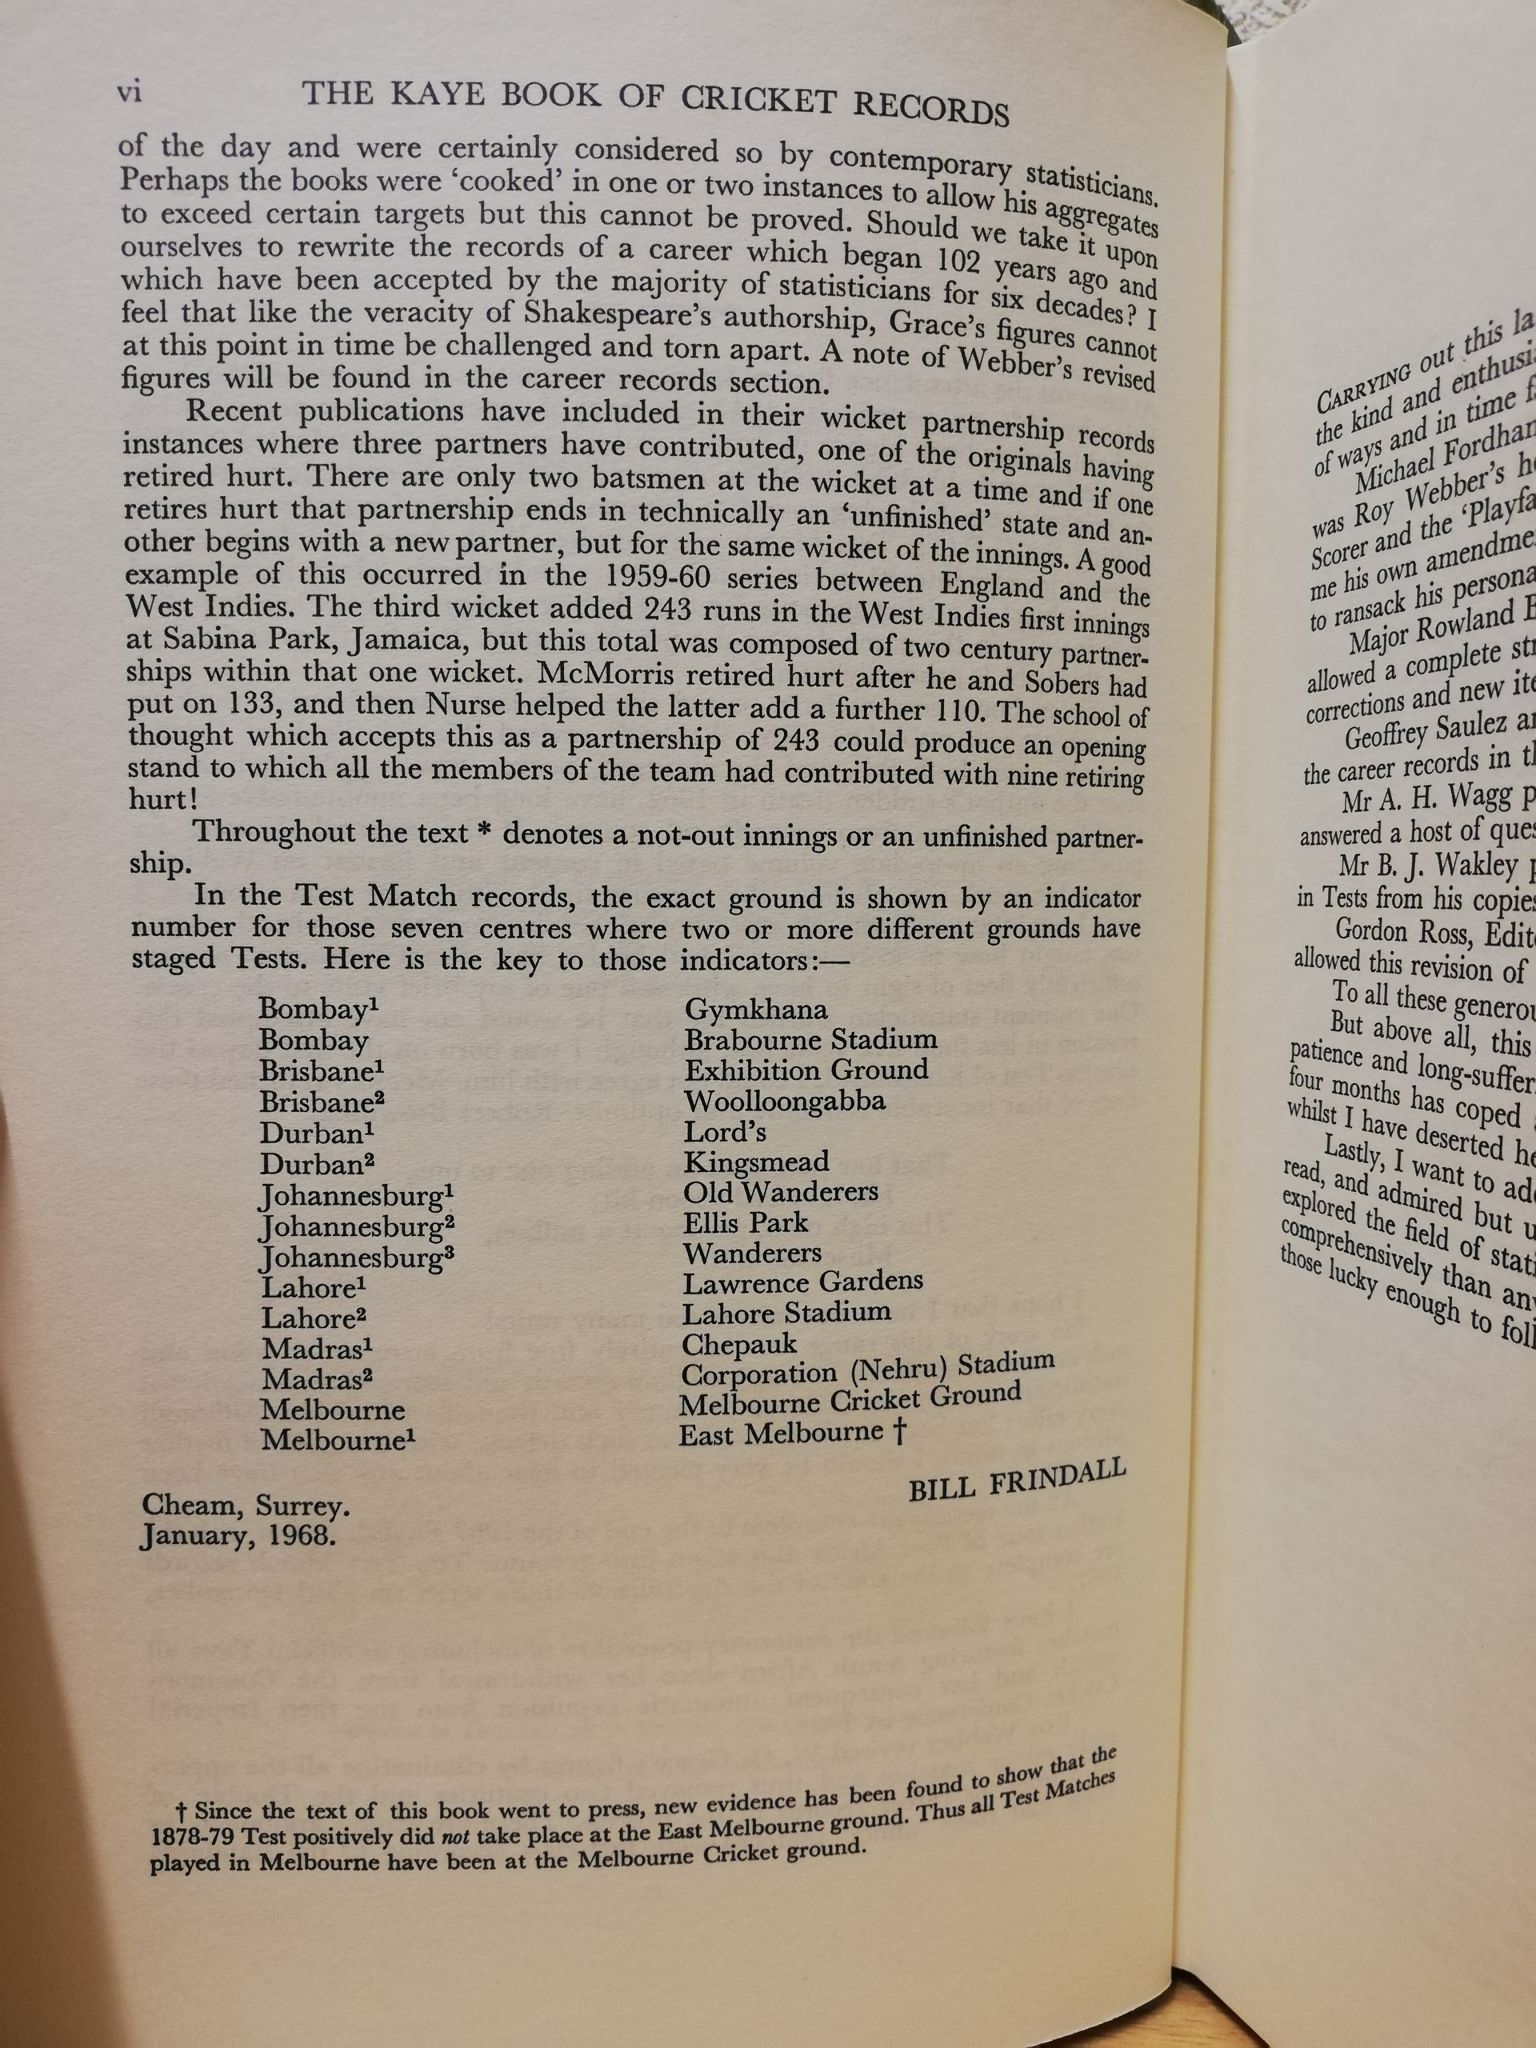 vi THE KAYE BOOK OF CRICKET RECORDS
of the day and were certainly considered so by contemporary statisticians.
Perhaps the books were ‘cooked’ in one or two instances to allow his aggregates
to exceed certain targets but this cannot be proved. Should we take it upon
ourselves to rewrite the records of a career which began 102 years ago and
which have been accepted by the majority of statisticians for six decades? I
feel that like the veracity of Shakespeare’s authorship, Grace’s figures cannot
at this point in time be challenged and torn apart. A note of Webber’s revised
figures will be found in the career records section.
Recent publications have included in their wicket partnership records
instances where three partners have contributed, one of the originals having
retired hurt. There are only two batsmen at the wicket at a time and if one
retires hurt that partnership ends in technically an ‘unfinished’ state and an-
other begins with a new partner, but for the same wicket of the innings. A good
example of this occurred in the 1959-60 series between England and the
West Indies. The third wicket added 243 runs in the West Indies first innings
at Sabina Park, Jamaica, but this total was composed of two century partner-
ships within that one wicket. McMorris retired hurt after he and Sobers had
put on 133, and then Nurse helped the latter add a further 110. The school of
thought which accepts this as a partnership of 243 could produce an opening
stand to which all the members of the team had contributed with nine retiring
hurt!
Throughout the text * denotes a not-out innings or an unfinished partner-
ship.
In the Test Match records, the exact ground is shown by an indicator
number for those seven centres where two or more different grounds have
staged Tests. Here is the key to those indicators:—
Bombay¹ Gymkhana
Bombay Brabourne Stadium
Brisbane¹ Exhibition Ground
Brisbane² Woolloongabba
Durban¹ Lord’s
Durban² Kingsmead
Johannesburg¹ Old Wanderers
Johannesburg² Ellis Park
Johannesburg³ Wanderers
Lahore¹ Lawrence Gardens
Lahore² Lahore Stadium
Madras¹ Chepauk
Madras² Corporation (Nehru) Stadium
Melbourne Melbourne Cricket Ground
Melbourne¹ East Melbourne †
BILL FRINDALL
Cheam, Surrey.
January, 1968.
† Since the text of this book went to press, new evidence has been found to show that the
1878-79 Test positively did not take place at the East Melbourne ground. Thus all Test Matches
played in Melbourne have been at the Melbourne Cricket ground.
CARRYING out this
the kind and
of ways and in time
Michael
was Roy Webber’s
Scorer and the
me his own
to ransack his
Major Rowland
allowed a complete
corrections and new
Geoffrey Saulez
the career records in
Mr A. H. Wagg
answered a host of
Mr B. J. Wakley
in Tests from his
Gordon Ross,
allowed this revision of
To all these
But above all, this
patience and
four months has coped
whilst I have deserted
Lastly, I want to
read, and admired but
explored the field of
comprehensively than
those lucky enough to